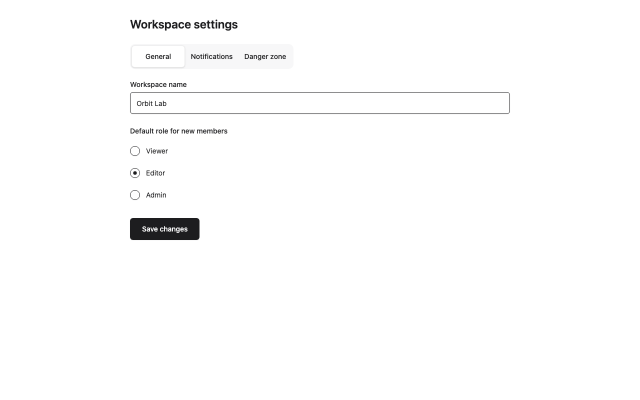 Workspace settings
General Notifications Danger zone
Workspace name
Orbit Lab
Default role for new members
Viewer
Editor
Admin
Save changes